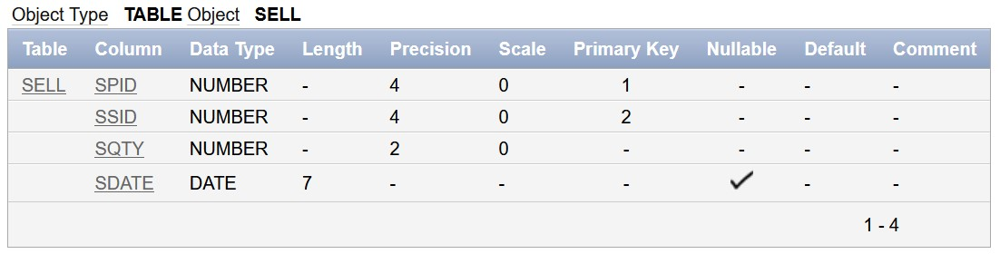 Object Type TABLE Object SELL
Table Column Data Type Length Precision Scale Primary Key Nullable Default Comment
SELL SPID NUMBER - 4 0 1 - - -
SSID NUMBER - 4 0 2 - - -
SQTY NUMBER - 2 0 - - - -
SDATE DATE 7 - - - ✓ - -
1 - 4